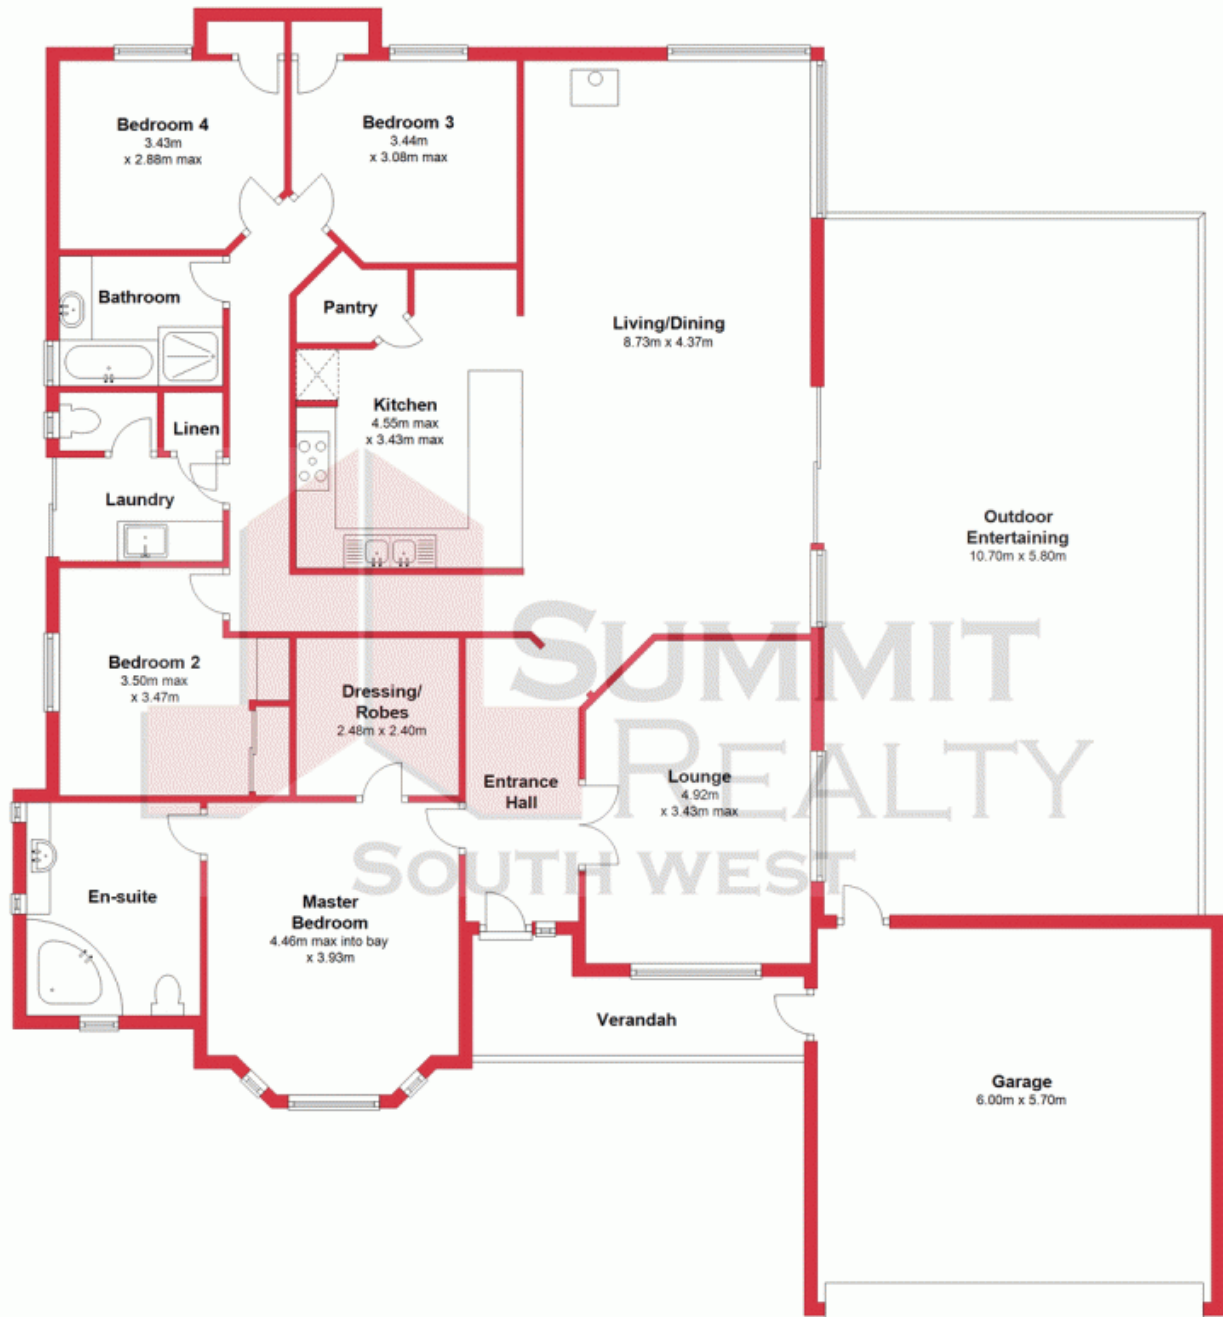 Bedroom 4
3.43m
x 2.88m max
Bedroom 3
3.44m
x 3.08m max
Bathroom
Pantry
Living/Dining
8.73m x 4.37m
Kitchen
4.55m max
x 3.43m max
Linen
Laundry
Outdoor
Entertaining
10.70m x 5.80m
Bedroom 2
3.50m max
x 3.47m
Dressing/
Robes
2.48m x 2.40m
SUMMIT
REALTY
SOUTH WEST
Entrance
Hall
Lounge
4.92m
x 3.43m max
En-suite
Master
Bedroom
4.46m max into bay
x 3.93m
Verandah
Garage
6.00m x 5.70m